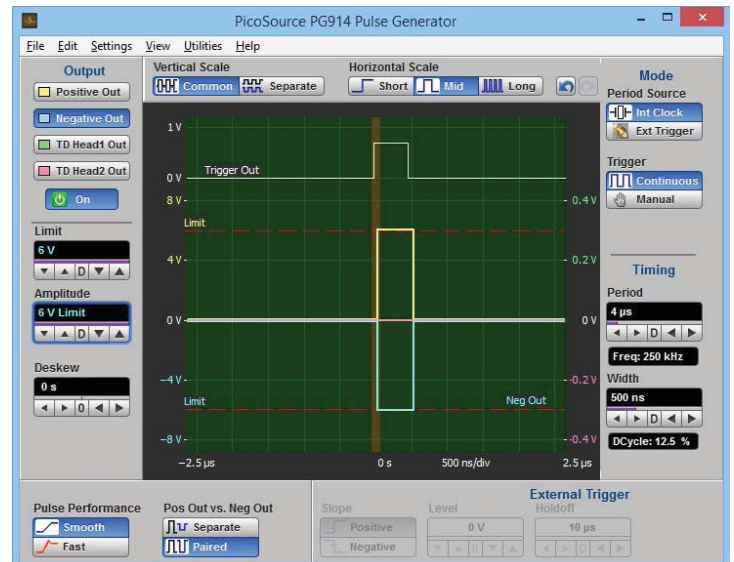 PicoSource PG914 Pulse Generator
File Edit Settings View Utilities Help
Output
Positive Out
Negative Out
TD Head1 Out
TD Head2 Out
On
Limit
6 V
D
Amplitude
6 V Limit
D
Deskew
0 s
0
Vertical Scale
Common
Separate
Horizontal Scale
Short
Mid
Long
1 V
Trigger Out
0 V
8 V
0.4 V
Limit
4 V
0.2 V
0 V
0 V
−4 V
-0.2 V
Limit
Neg Out
−8 V
-0.4 V
−2.5 µs
0 s
500 ns/div
2.5 µs
Mode
Period Source
Int Clock
Ext Trigger
Trigger
Continuous
Manual
Timing
Period
4 µs
D
Freq: 250 kHz
Width
500 ns
D
DCycle: 12.5 %
Pulse Performance
Smooth
Fast
Pos Out vs. Neg Out
Separate
Paired
External Trigger
Slope
Positive
Negative
Level
0 V
0
Holdoff
10 µs
D